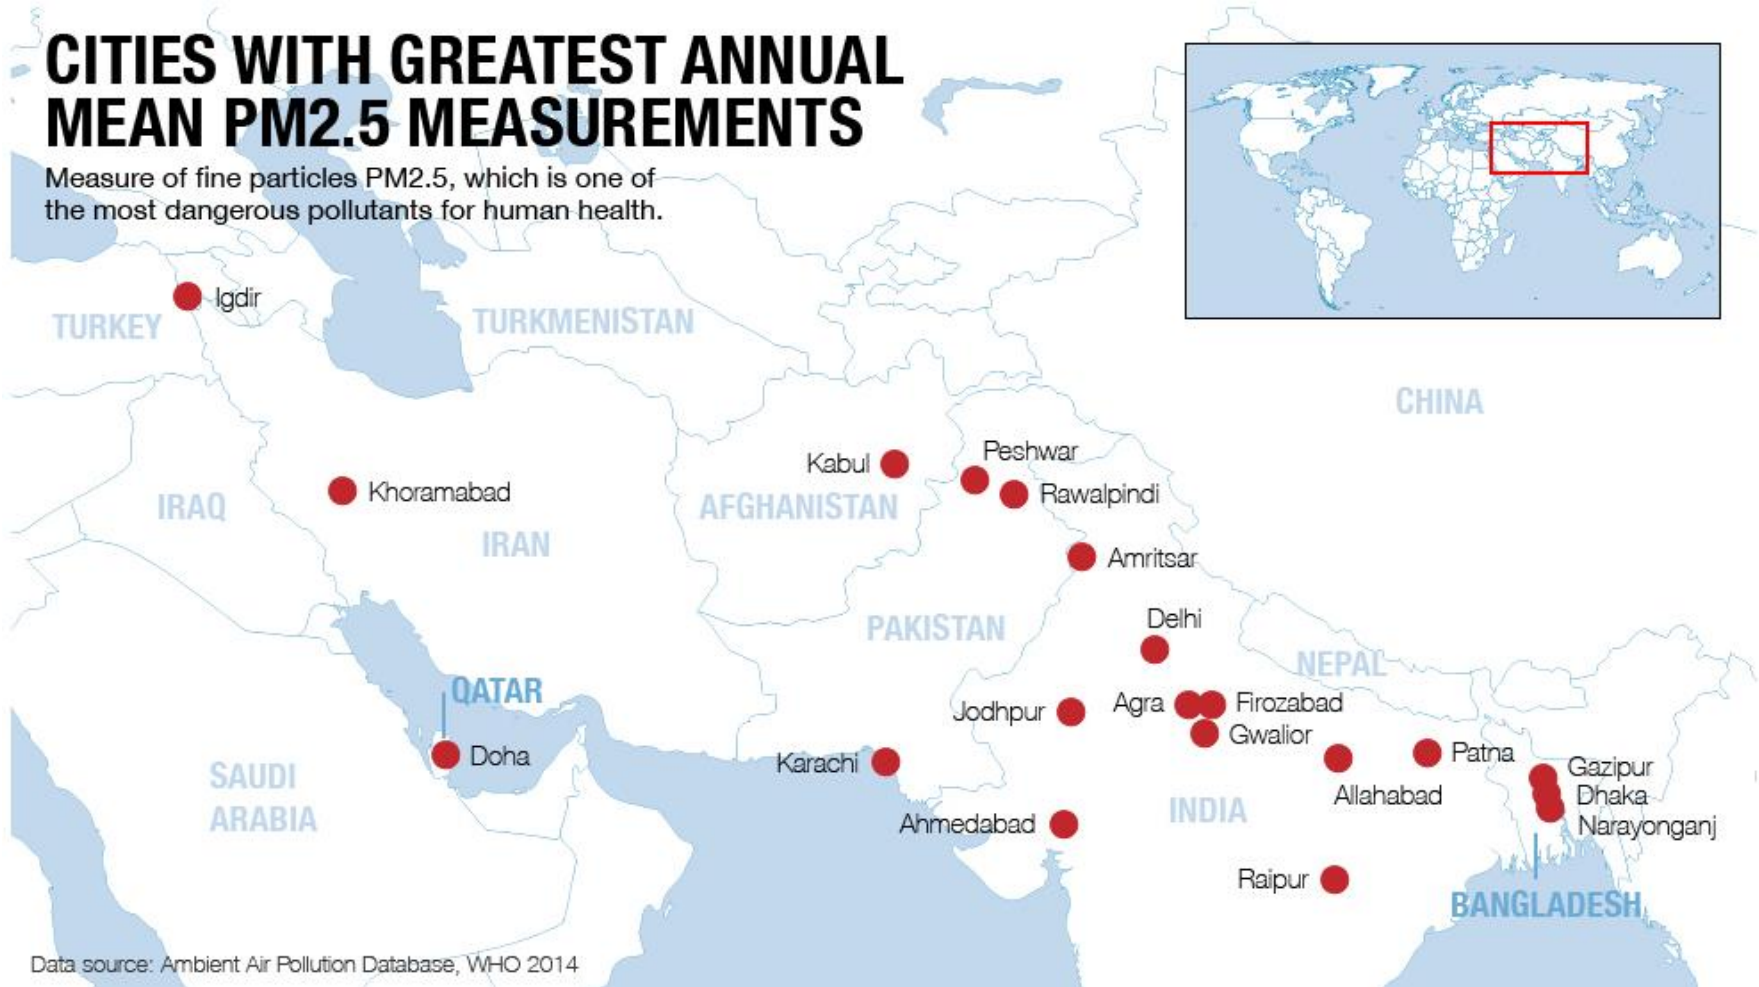 CITIES WITH GREATEST ANNUAL
MEAN PM2.5 MEASUREMENTS
Measure of fine particles PM2.5, which is one of
the most dangerous pollutants for human health.
Igdir
TURKEY
TURKMENISTAN
CHINA
Kabul
Peshwar
Khoramabad
Rawalpindi
IRAQ
AFGHANISTAN
IRAN
Amritsar
Delhi
PAKISTAN
NEPAL
QATAR
Jodhpur
Agra
Firozabad
Gwalior
Doha
Karachi
Patna
Gazipur
SAUDI
ARABIA
Allahabad
Dhaka
INDIA
Ahmedabad
Narayonganj
Raipur
BANGLADESH
Data source: Ambient Air Pollution Database, WHO 2014